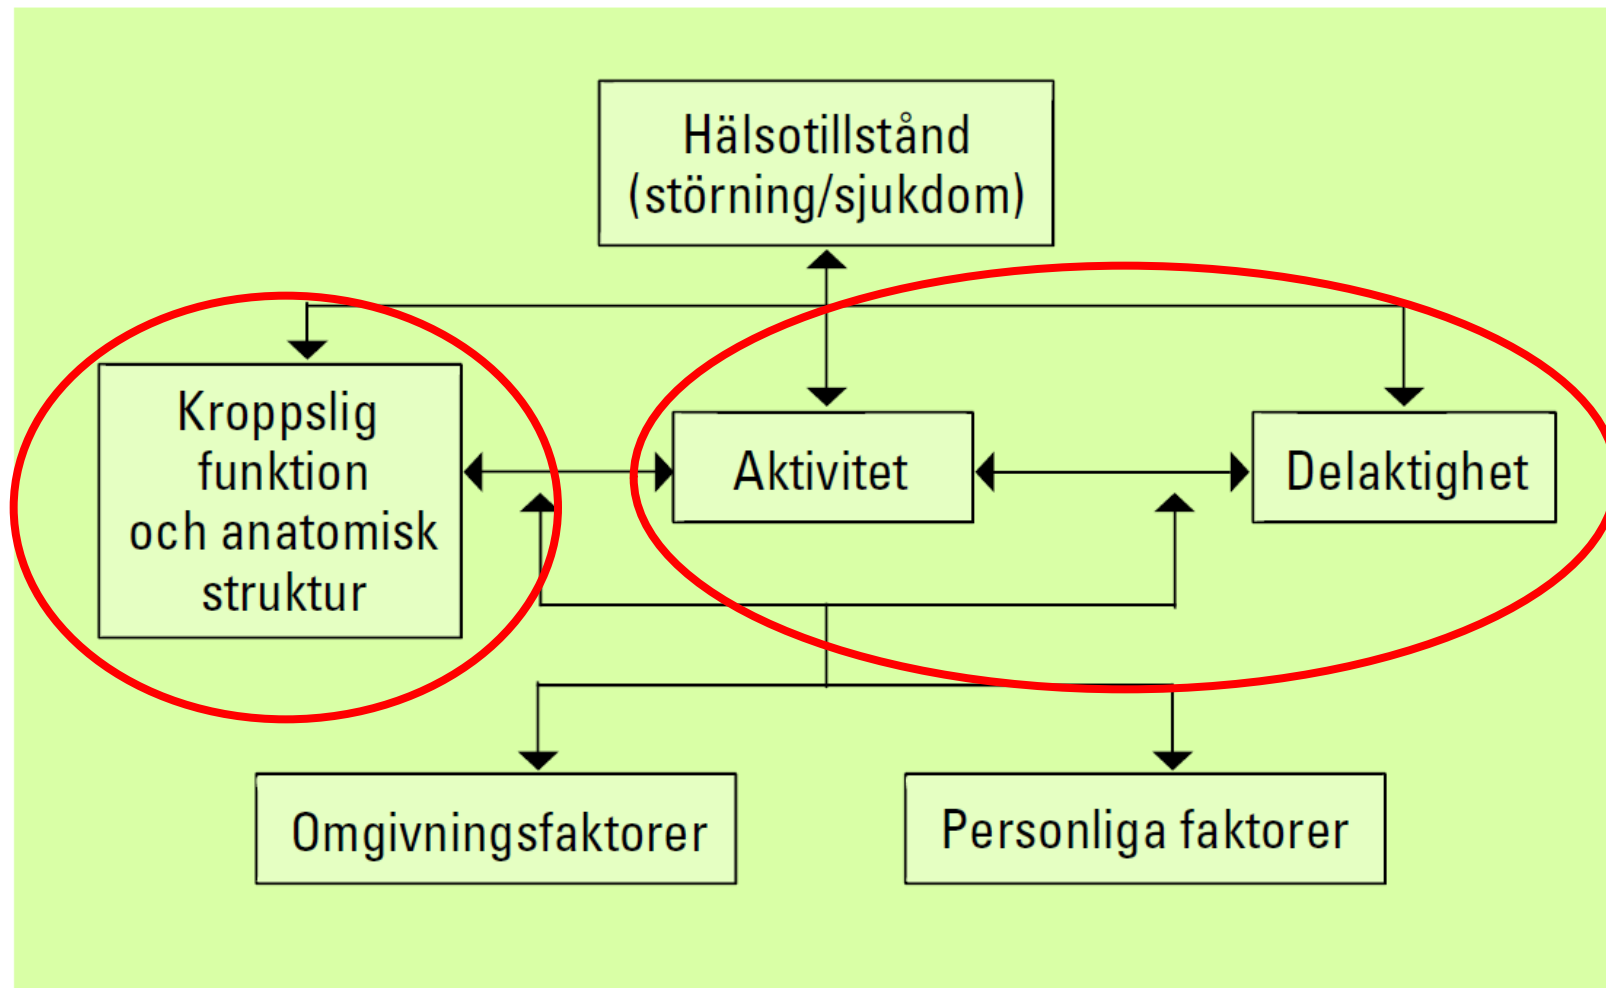 Hälsotillstånd
(störning/sjukdom)
Kroppslig
funktion
och anatomisk
struktur
Aktivitet
Delaktighet
Omgivningsfaktorer
Personliga faktorer